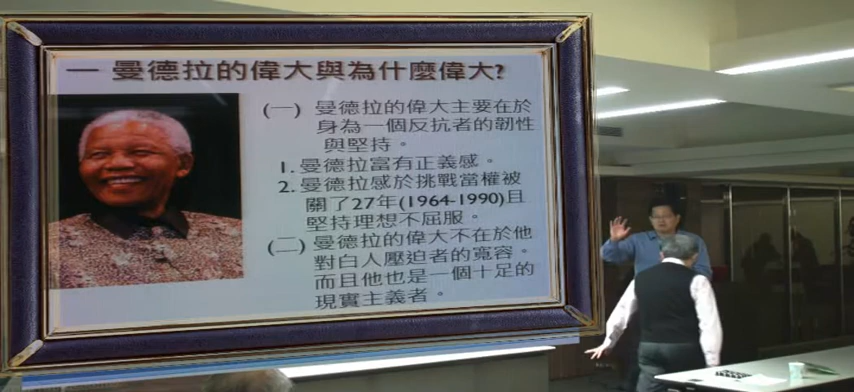 一 曼德拉的偉大與為什麼偉大?
(一) 曼德拉的偉大主要在於
身為一個反抗者的韌性
與堅持。
1. 曼德拉富有正義感。
2. 曼德拉感於挑戰當權被
關了27年(1964-1990)且
堅持理想不屈服。
(二) 曼德拉的偉大不在於他
對白人壓迫者的寬容。
而且他也是一個十足的
現實主義者。